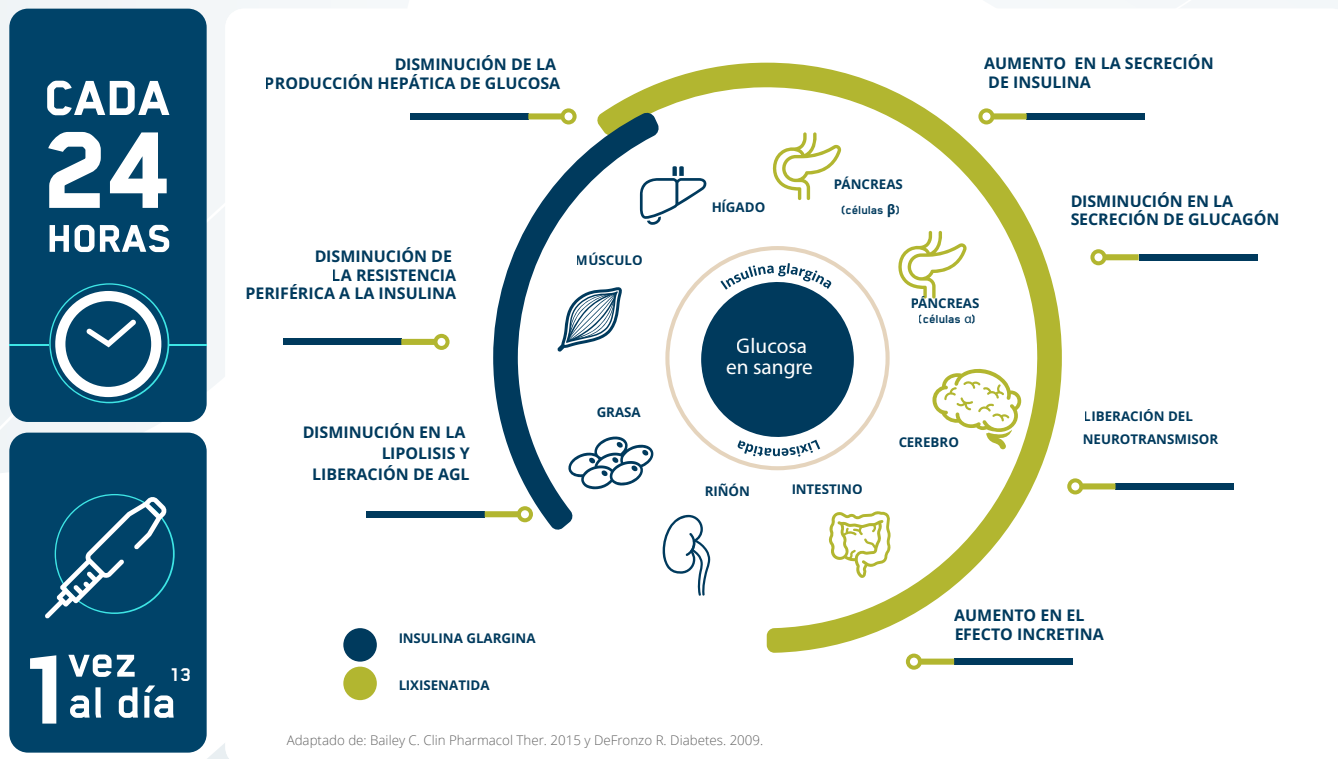 CADA
24
HORAS
1 vez
al día 13
DISMINUCIÓN DE LA
PRODUCCIÓN HEPÁTICA DE GLUCOSA
DISMINUCIÓN DE
LA RESISTENCIA
PERIFÉRICA A LA INSULINA
DISMINUCIÓN EN LA
LIPOLISIS Y
LIBERACIÓN DE AGL
HÍGADO
MÚSCULO
GRASA
RIÑÓN
INTESTINO
CEREBRO
PÁNCREAS
(células β)
PÁNCREAS
(células α)
Insulina glargina
Glucosa
en sangre
Lixisenatida
AUMENTO EN LA SECRECIÓN
DE INSULINA
DISMINUCIÓN EN LA
SECRECIÓN DE GLUCAGÓN
LIBERACIÓN DEL
NEUROTRANSMISOR
AUMENTO EN EL
EFECTO INCRETINA
INSULINA GLARGINA
LIXISENATIDA
Adaptado de: Bailey C. Clin Pharmacol Ther. 2015 y DeFronzo R. Diabetes. 2009.